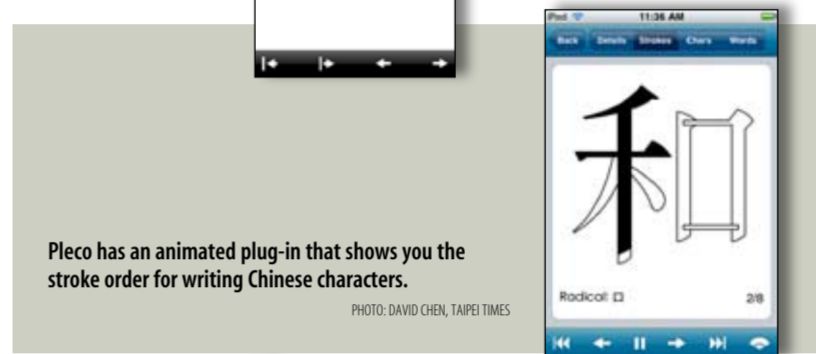 iPod 11:36 AM
Back Details Strokes Chars Words
和
Radical: 口 2/8
Pleco has an animated plug-in that shows you the
stroke order for writing Chinese characters.
PHOTO: DAVID CHEN, TAIPEI TIMES